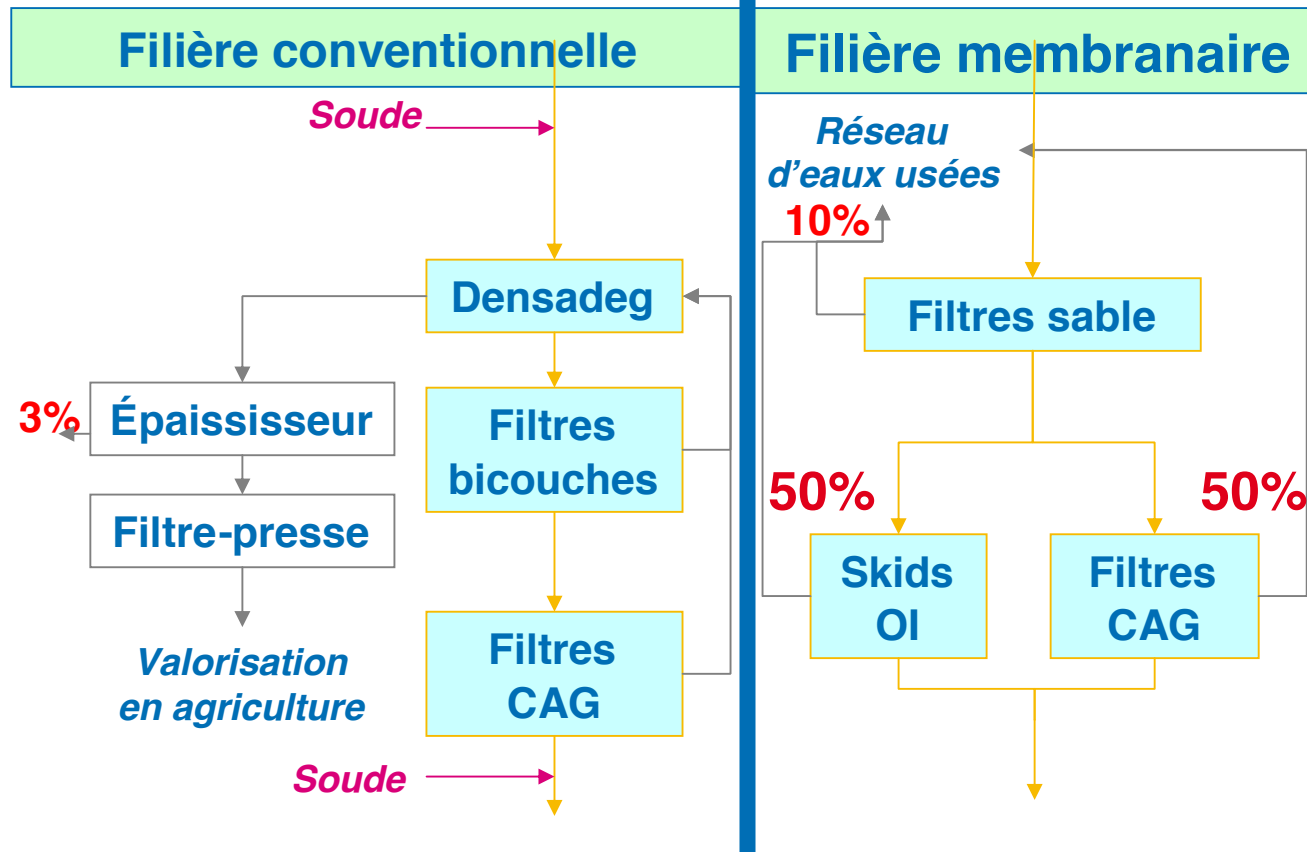 Filière conventionnelle
Soude
Densadeg
Épaississeur
3%
Filtres
bicouches
Filtre-presse
Valorisation
en agriculture
Filtres
CAG
Soude
Filière membranaire
Réseau
d’eaux usées
10%
Filtres sable
50%
50%
Skids
OI
Filtres
CAG